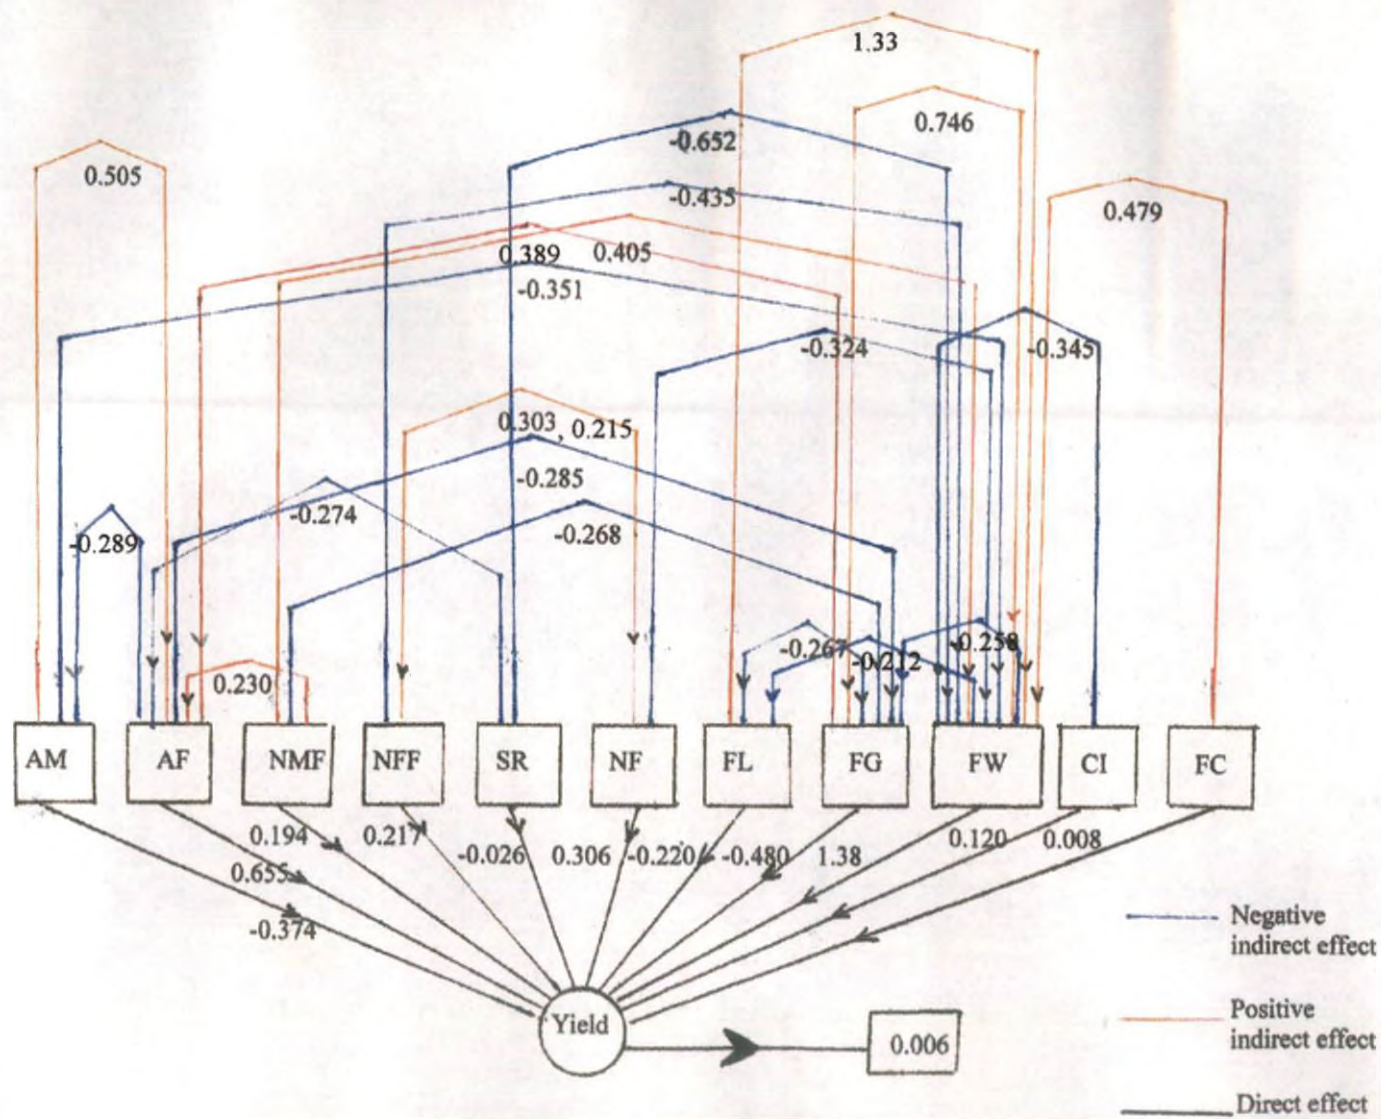 1.33
0.746
-0.652
0.505
-0.435
0.479
0.389 0.405
-0.351
-0.324 -0.345
0.303, 0.215
-0.285
-0.274
-0.268
-0.289
-0.267 -0.212 -0.258
0.230
AM AF NMF NFF SR NF FL FG FW CI FC
0.194 0.217 -0.026 0.306 -0.220 -0.480 1.38 0.120 0.008
0.655
-0.374
Negative
indirect effect
Yield
0.006
Positive
indirect effect
Direct effect